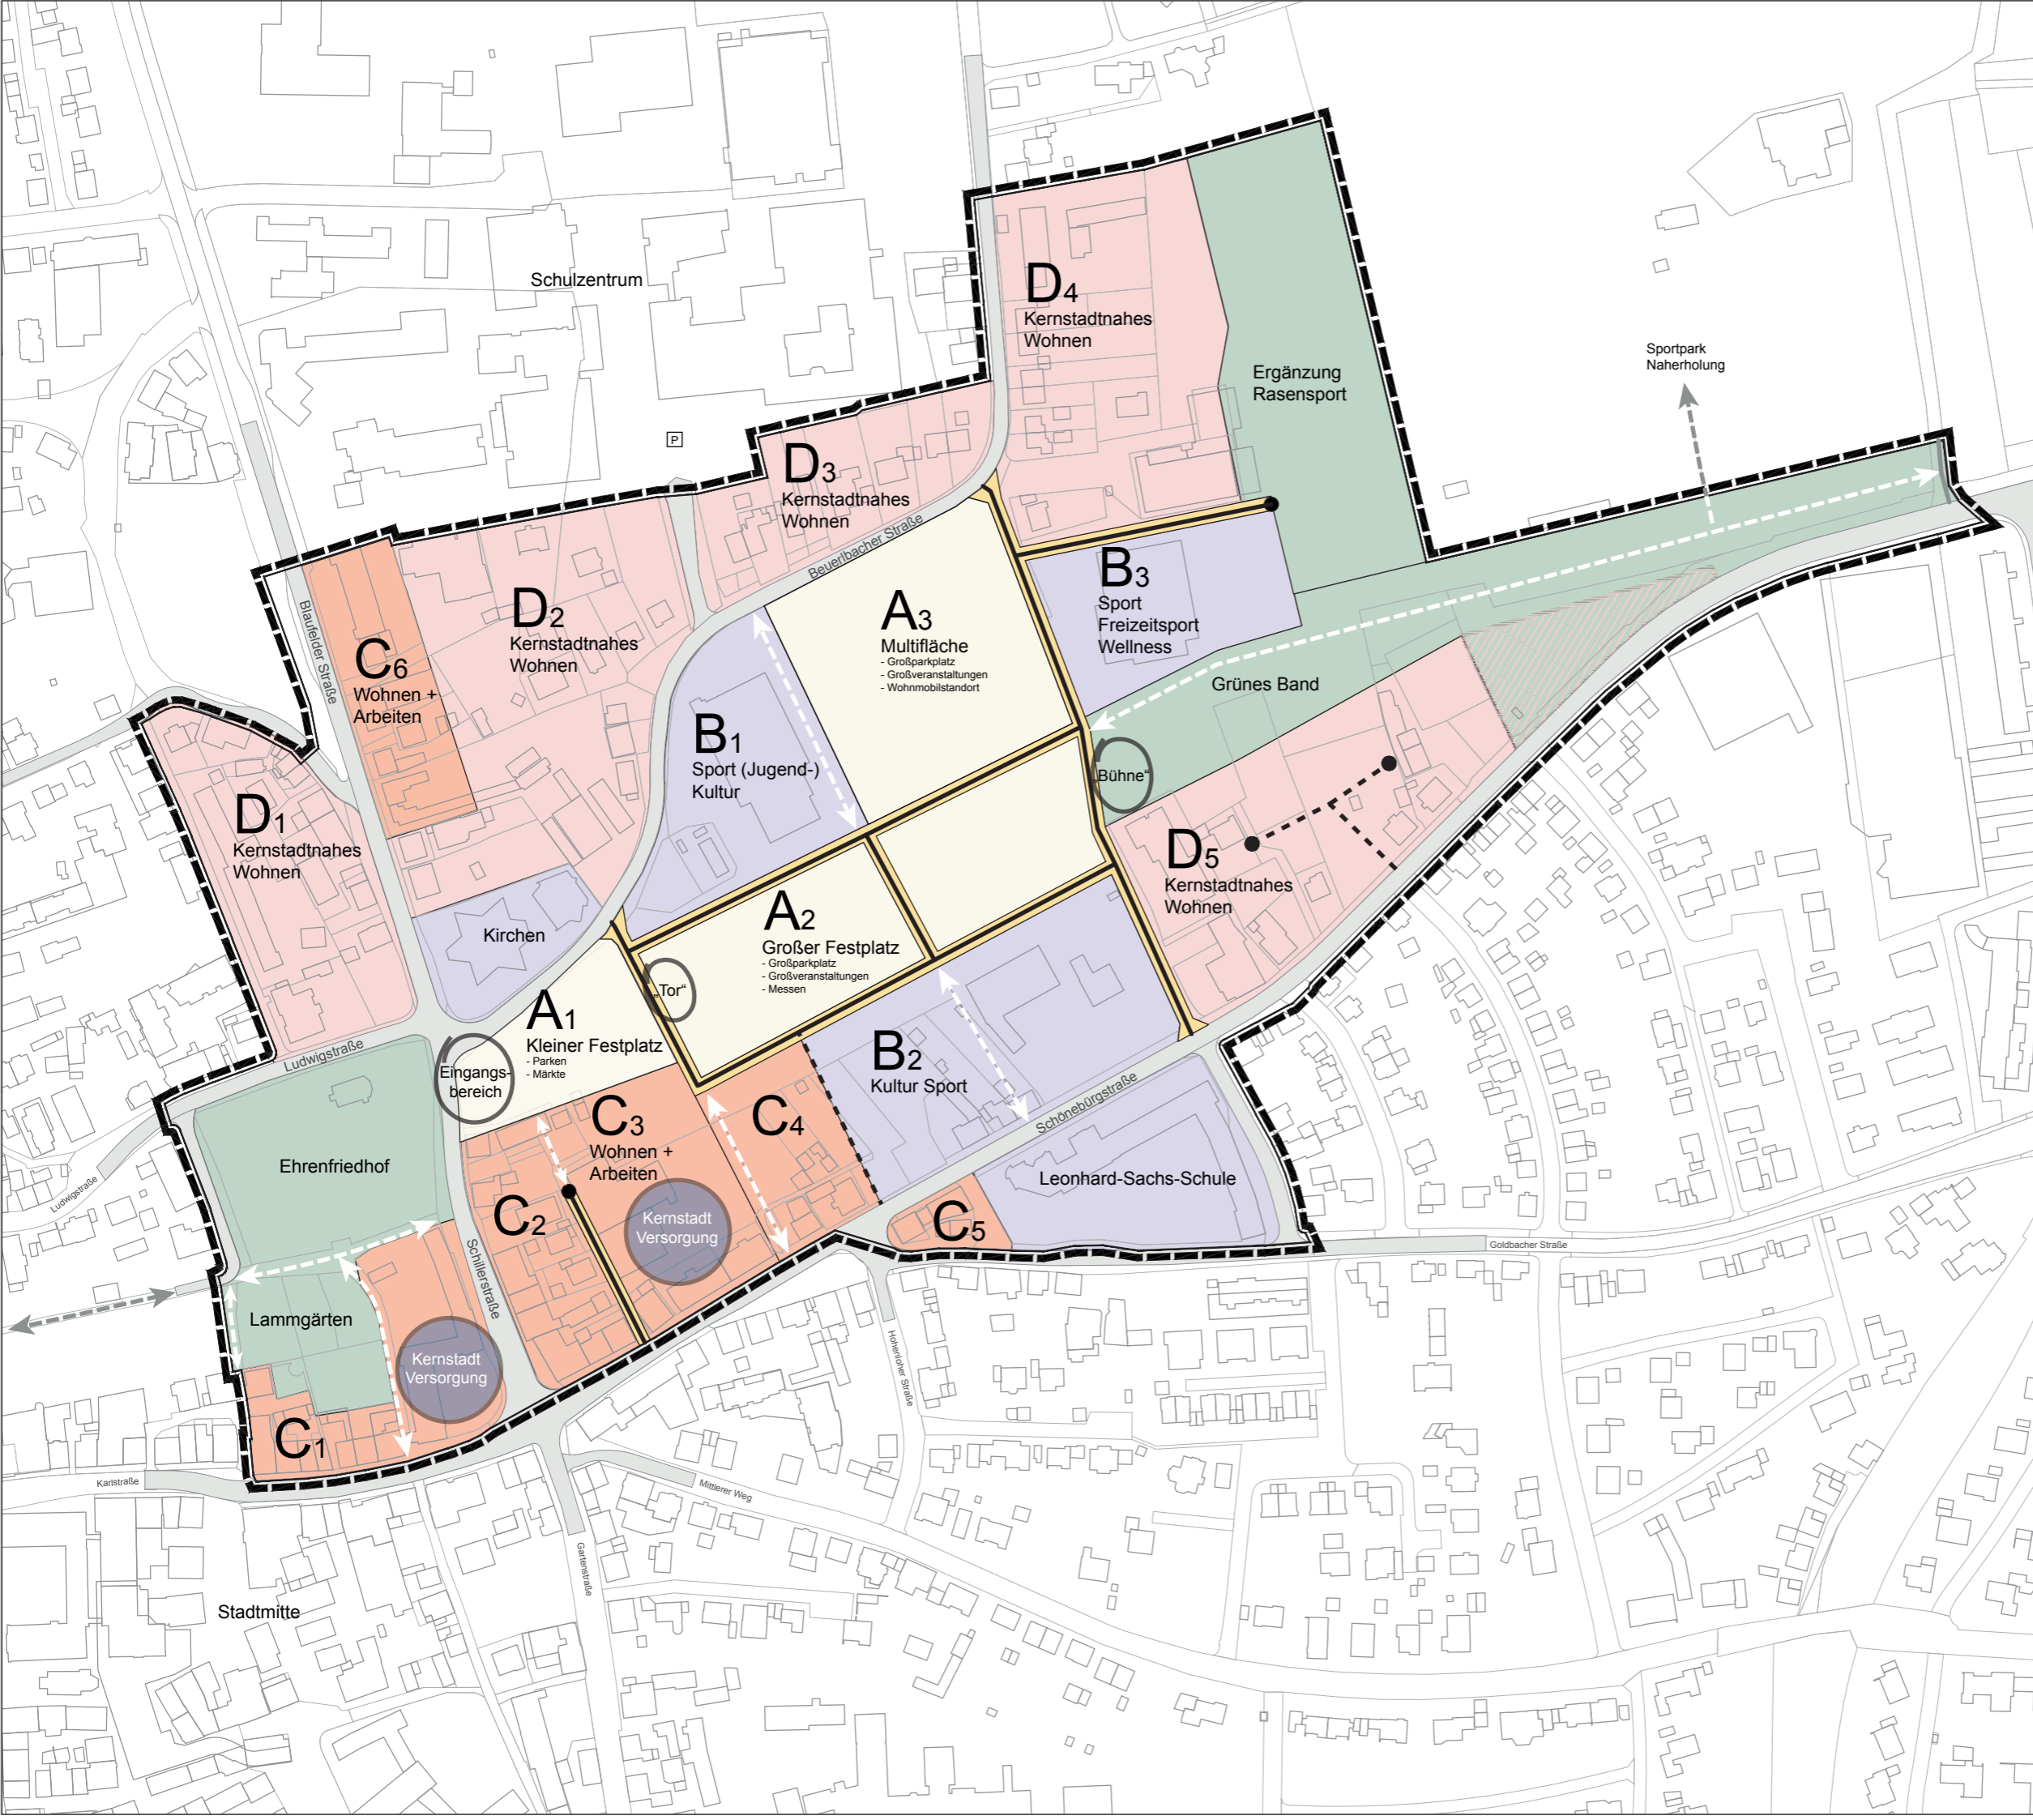 Schulzentrum
P
D4
Kernstadtnahes
Wohnen
Ergänzung
Rasensport
Sportpark
Naherholung
D3
Kernstadtnahes
Wohnen
Beuerlbacher Straße
Blaufelder Straße
C6
Wohnen +
Arbeiten
D2
Kernstadtnahes
Wohnen
A3
Multifläche
- Großparkplatz
- Großveranstaltungen
- Wohnmobilstandort
B3
Sport
Freizeitsport
Wellness
Grünes Band
B1
Sport (Jugend-)
Kultur
„Bühne“
D1
Kernstadtnahes
Wohnen
D5
Kernstadtnahes
Wohnen
Kirchen
A2
Großer Festplatz
- Großparkplatz
- Großveranstaltungen
- Messen
„Tor“
A1
Kleiner Festplatz
- Parken
- Märkte
Eingangs-
bereich
Ludwigstraße
B2
Kultur Sport
Schönebürgstraße
C3
Wohnen +
Arbeiten
C4
Ehrenfriedhof
Ludwigstraße
Leonhard-Sachs-Schule
C2
Kernstadt
Versorgung
C5
Goldbacher Straße
Schillerstraße
Lammgärten
Kernstadt
Versorgung
Hohenloher Straße
C1
Karlstraße
Mittlerer Weg
Gartenstraße
Stadtmitte